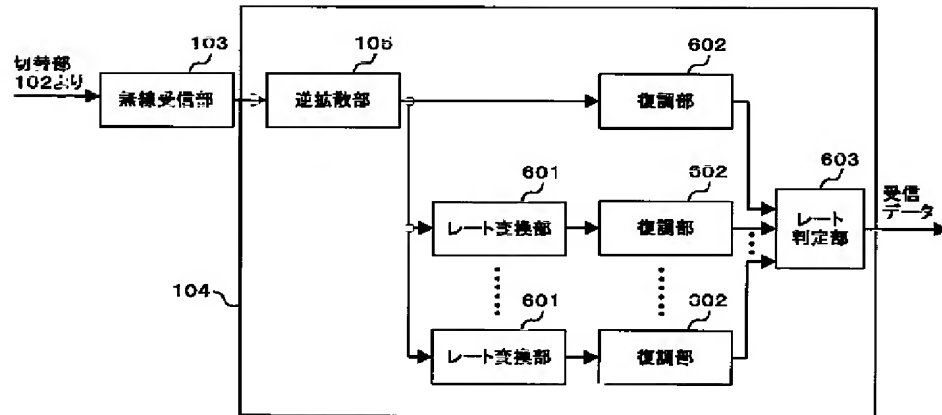 切替部
102より
103
無線受信部
105
逆拡散部
602
復調部
601
レート変換部
602
復調部
603
レート
判定部
受信
データ
104
601
レート変換部
602
復調部